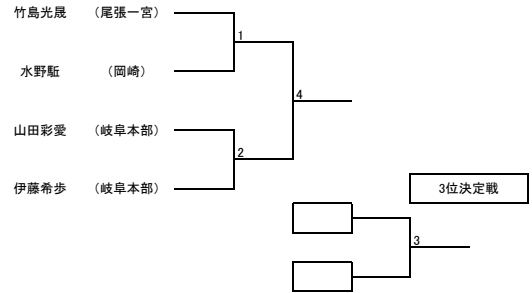 竹島光晟 （尾張一宮）
1
水野駈 （岡崎）
4
山田彩愛 （岐阜本部）
2
伊藤希歩 （岐阜本部）
3位決定戦
3